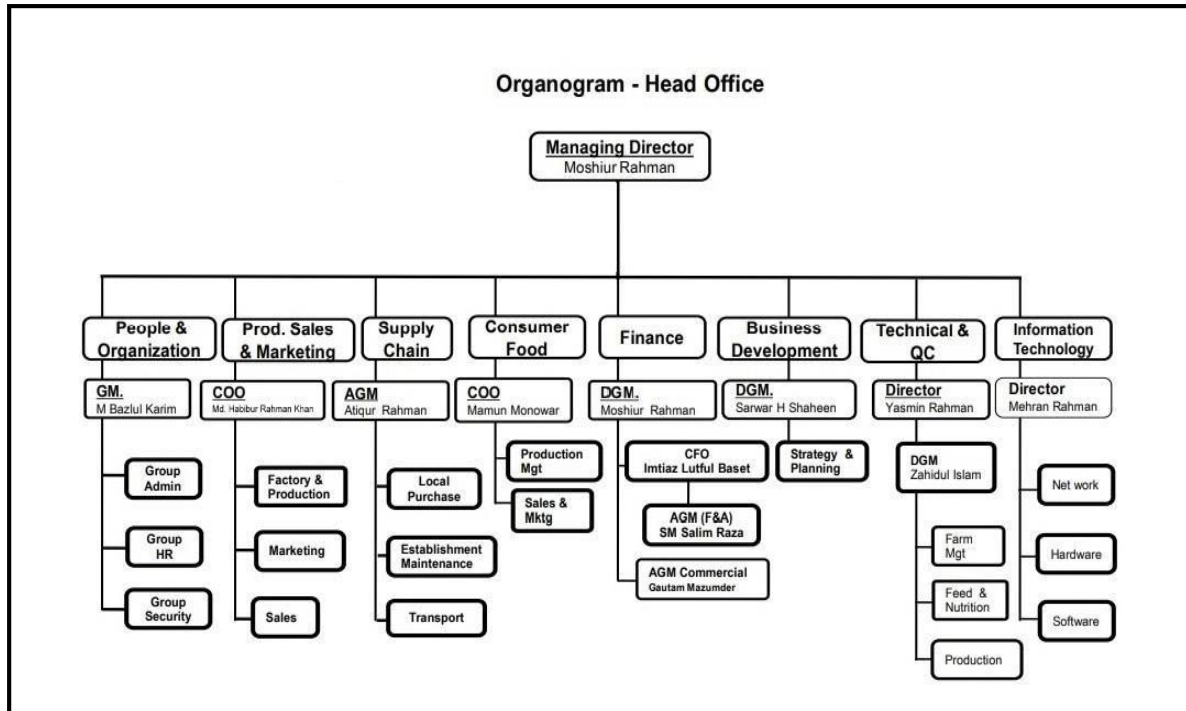 Organogram - Head Office
Managing Director
Moshiur Rahman
People &
Organization
Prod. Sales
& Marketing
Supply
Chain
Consumer
Food
Finance
Business
Development
Technical &
QC
Information
Technology
GM.
M Bazlul Karim
COO
Md. Habibur Rahman Khan
AGM
Atiqur Rahman
COO
Mamun Monowar
DGM.
Moshiur Rahman
DGM.
Sarwar H Shaheen
Director
Yasmin Rahman
Director
Mehran Rahman
Group
Admin
Group
HR
Group
Security
Factory &
Production
Marketing
Sales
Local
Purchase
Establishment
Maintenance
Transport
Production
Mgt
Sales &
Mktg
CFO
Imtiaz Lutful Baset
AGM (F&A)
SM Salim Raza
AGM Commercial
Gautam Mazumder
Strategy &
Planning
DGM
Zahidul Islam
Farm
Mgt
Feed &
Nutrition
Production
Net work
Hardware
Software